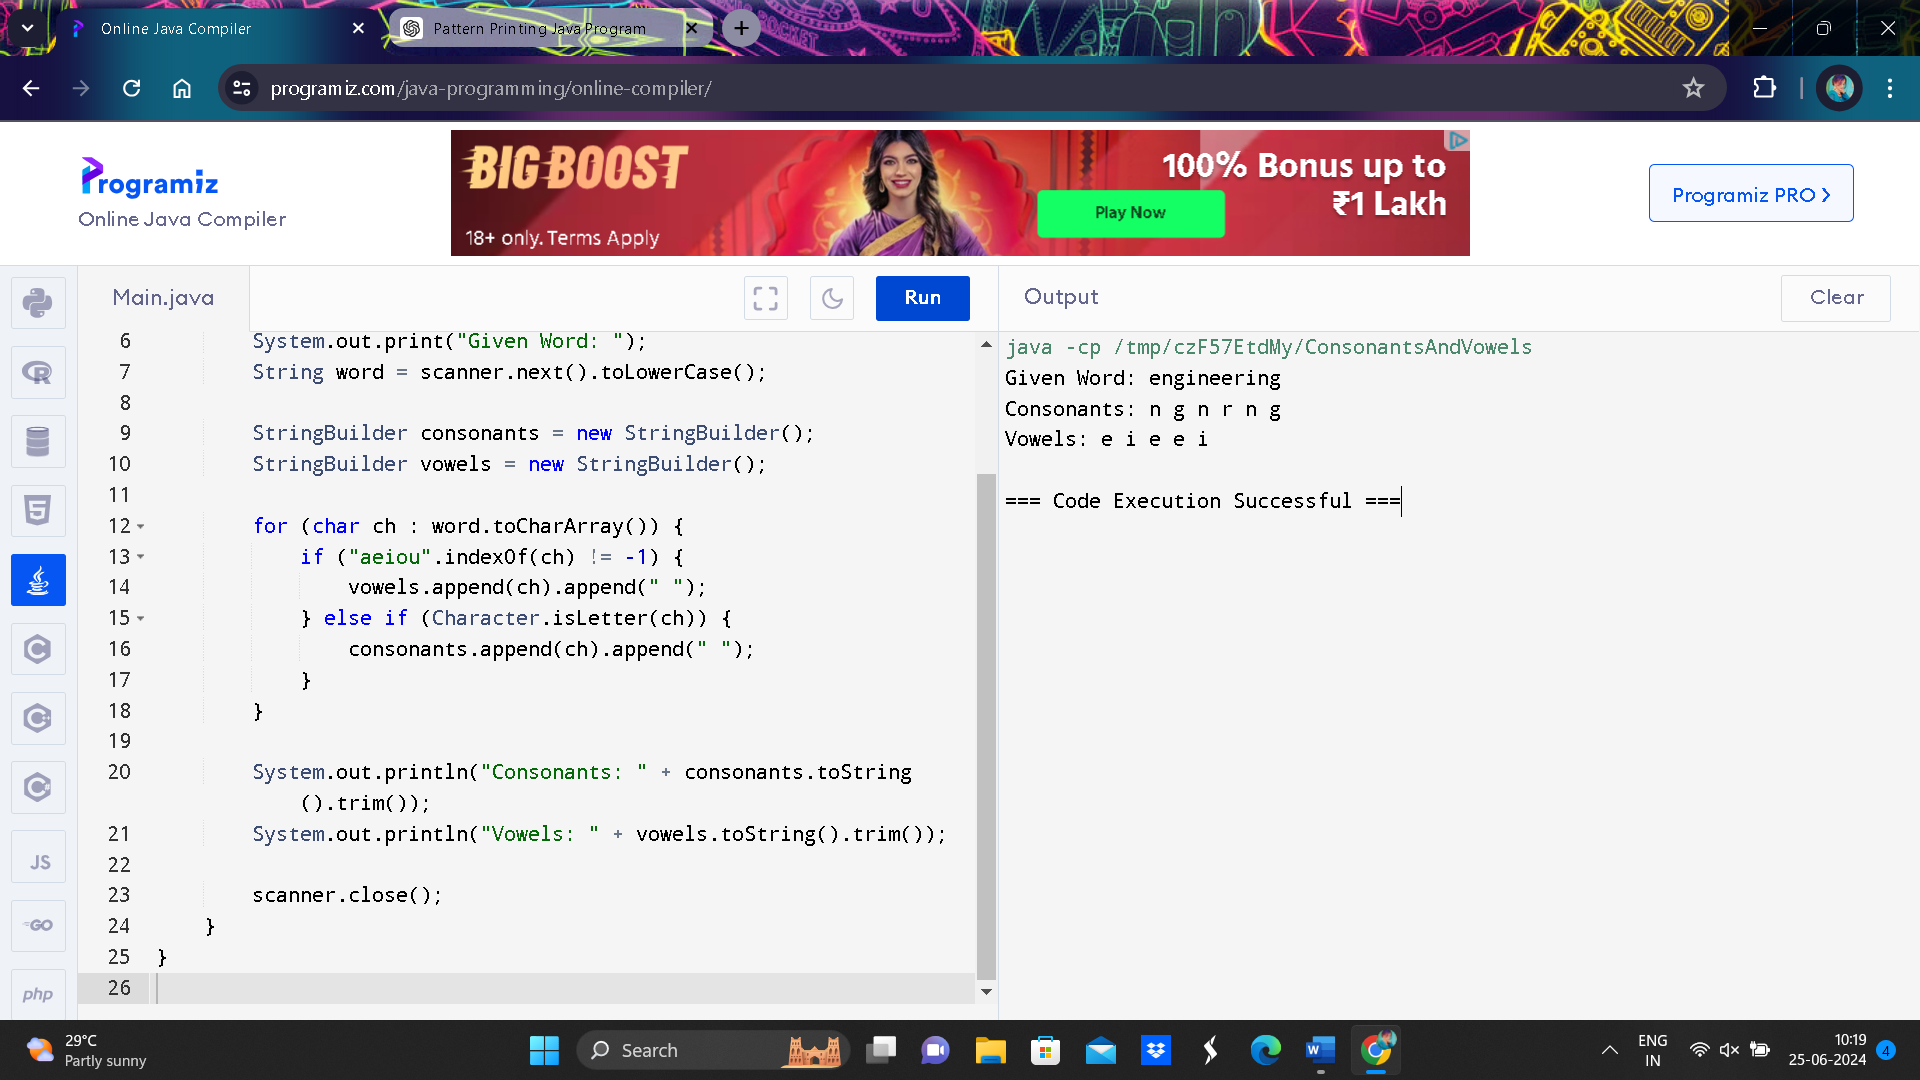 Online Java Compiler
Pattern Printing Java Program
programiz.com/java-programming/online-compiler/
Programiz
Online Java Compiler
BIG BOOST
18+ only. Terms Apply
Play Now
100% Bonus up to
₹1 Lakh
Programiz PRO >
Main.java
Run
Output
Clear
6 System.out.print("Given Word: ");
7 String word = scanner.next().toLowerCase();
8
9 StringBuilder consonants = new StringBuilder();
10 StringBuilder vowels = new StringBuilder();
11
12 for (char ch : word.toCharArray()) {
13 if ("aeiou".indexOf(ch) != -1) {
14 vowels.append(ch).append(" ");
15 } else if (Character.isLetter(ch)) {
16 consonants.append(ch).append(" ");
17 }
18 }
19
20 System.out.println("Consonants: " + consonants.toString
().trim());
21 System.out.println("Vowels: " + vowels.toString().trim());
22
23 scanner.close();
24 }
25 }
26
java -cp /tmp/czF57EtdMy/ConsonantsAndVowels
Given Word: engineering
Consonants: n g n r n g
Vowels: e i e e i
=== Code Execution Successful ===
R
5
C
C
C
JS
GO
php
29°C
Partly sunny
Search
W
ENG
IN
10:19
25-06-2024
4